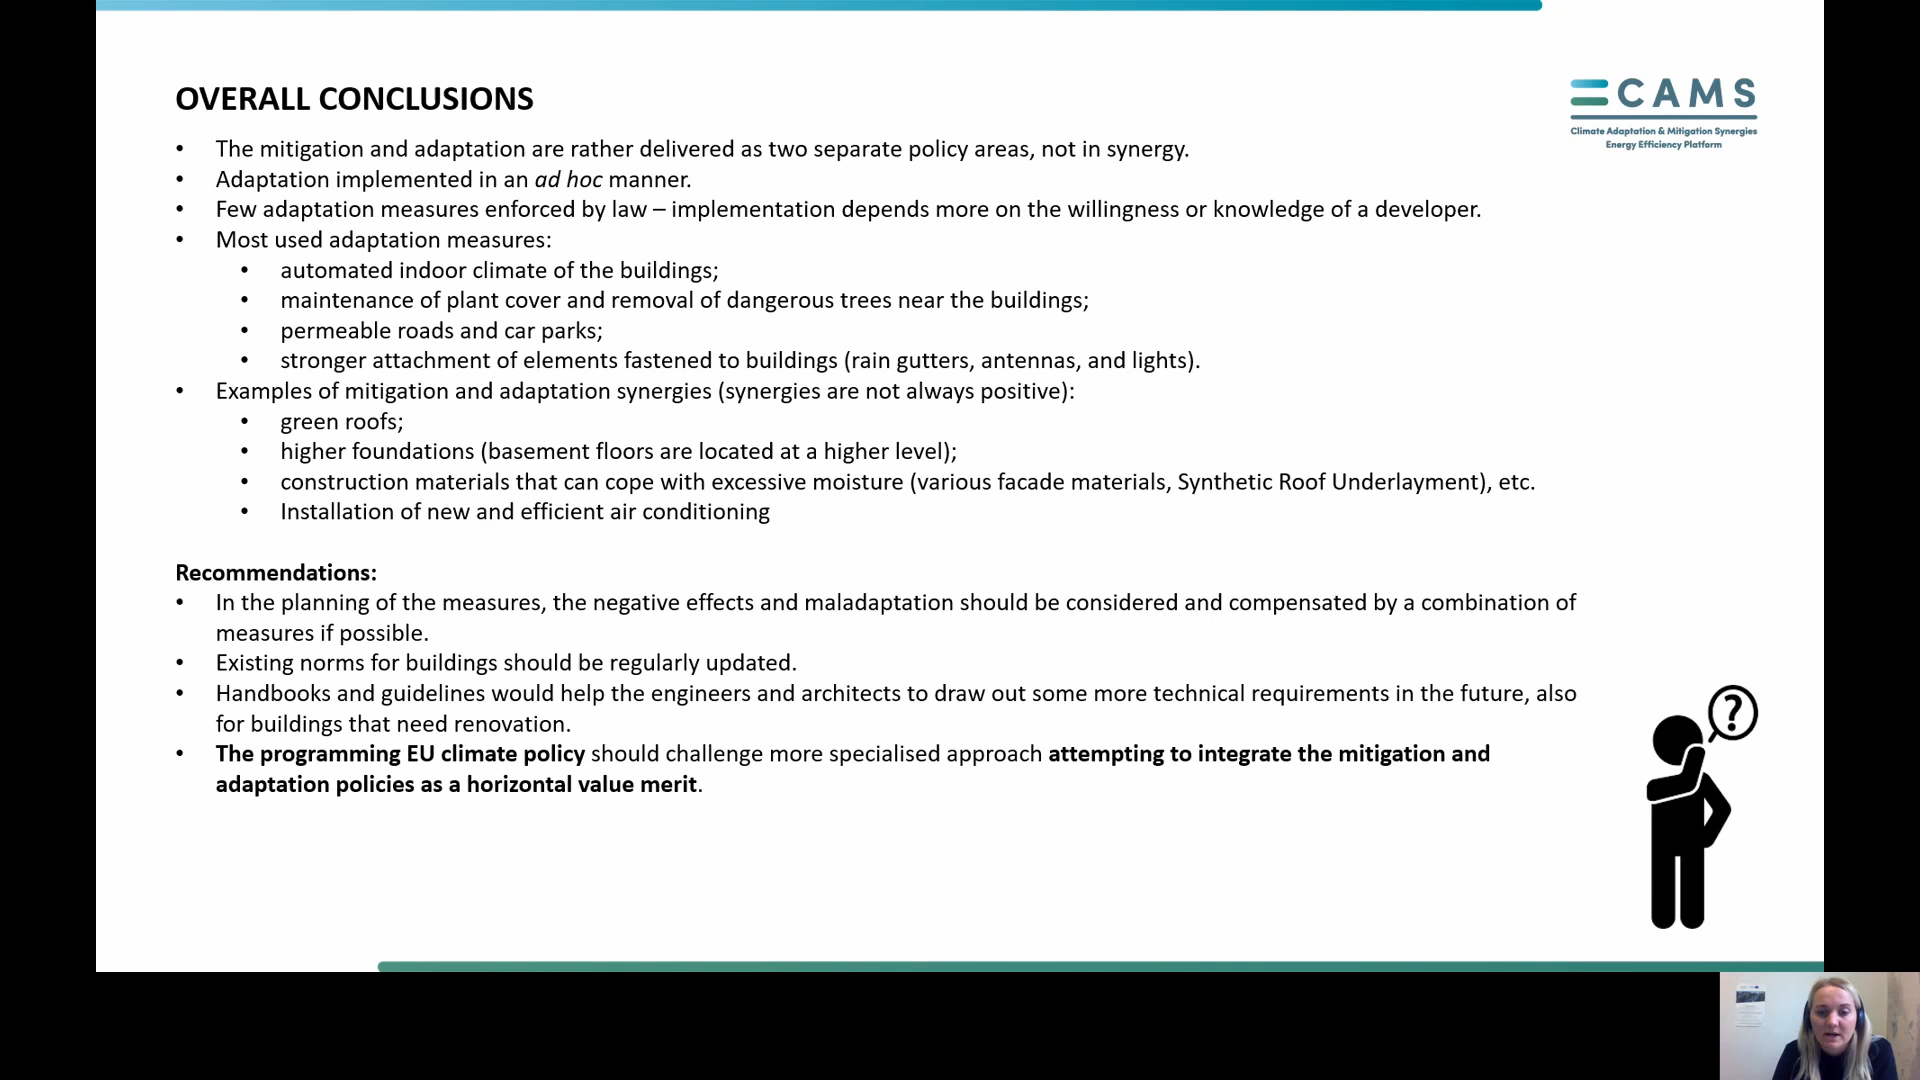 OVERALL CONCLUSIONS
CAMS
Climate Adaptation & Mitigation Synergies
Energy Efficiency Platform
• The mitigation and adaptation are rather delivered as two separate policy areas, not in synergy.
• Adaptation implemented in an ad hoc manner.
• Few adaptation measures enforced by law – implementation depends more on the willingness or knowledge of a developer.
• Most used adaptation measures:
• automated indoor climate of the buildings;
• maintenance of plant cover and removal of dangerous trees near the buildings;
• permeable roads and car parks;
• stronger attachment of elements fastened to buildings (rain gutters, antennas, and lights).
• Examples of mitigation and adaptation synergies (synergies are not always positive):
• green roofs;
• higher foundations (basement floors are located at a higher level);
• construction materials that can cope with excessive moisture (various facade materials, Synthetic Roof Underlayment), etc.
• Installation of new and efficient air conditioning
Recommendations:
• In the planning of the measures, the negative effects and maladaptation should be considered and compensated by a combination of
measures if possible.
• Existing norms for buildings should be regularly updated.
• Handbooks and guidelines would help the engineers and architects to draw out some more technical requirements in the future, also
for buildings that need renovation.
• The programming EU climate policy should challenge more specialised approach attempting to integrate the mitigation and
adaptation policies as a horizontal value merit.
?